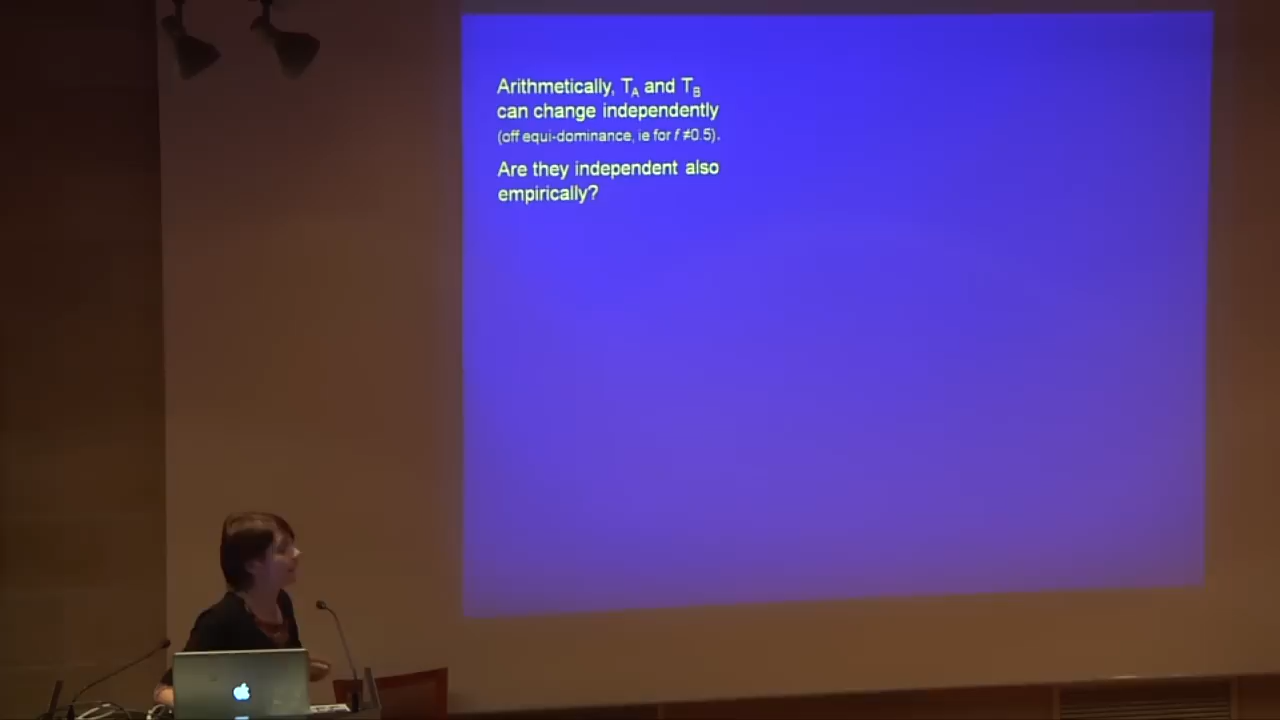 Arithmetically, TA and TB
can change independently
(off equi-dominance, ie for f ≠0.5).
Are they independent also
empirically?